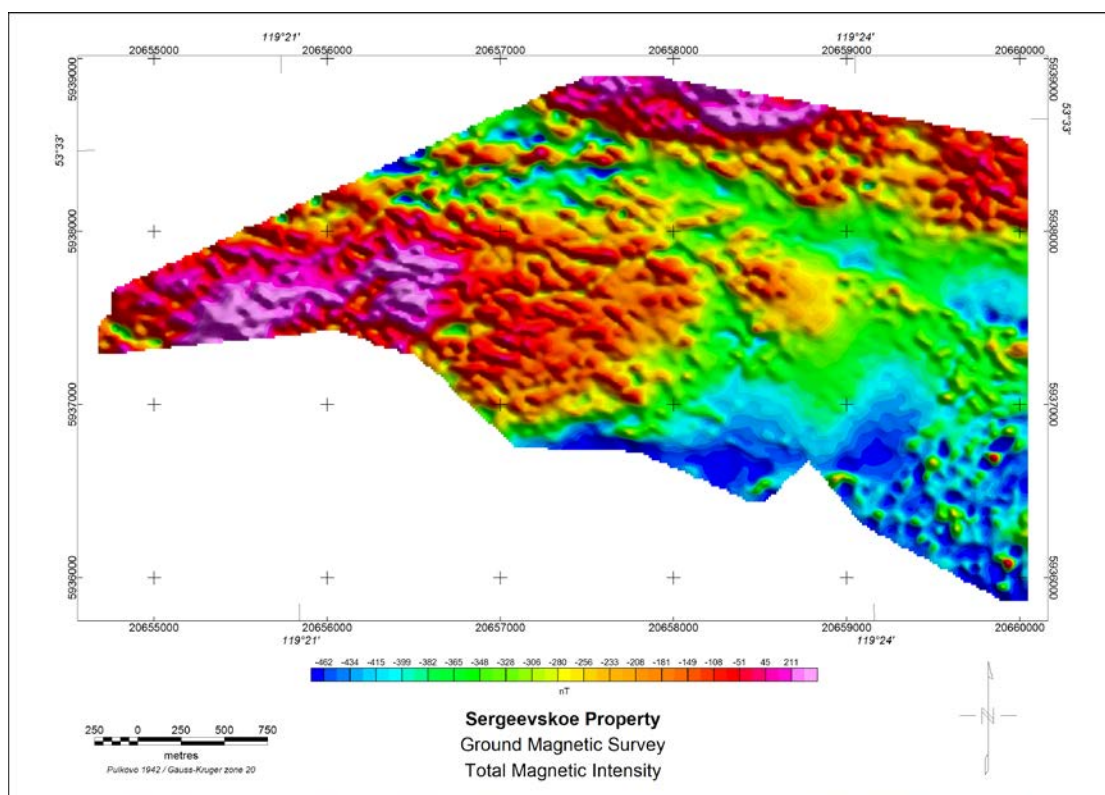 119°21' 119°24'
20655000 20656000 20657000 20658000 20659000 20660000
5939000 5939000
53°33' 53°33'
5938000 5938000
5937000 5937000
5936000 5936000
20655000 20656000 20657000 20658000 20659000 20660000
119°21' 119°24'
-462 -434 -415 -399 -382 -365 -348 -328 -306 -280 -256 -233 -208 -181 -149 -108 -51 45 211
nT
Sergeevskoe Property
Ground Magnetic Survey
Total Magnetic Intensity
250 0 250 500 750
metres
Pulkovo 1942 / Gauss-Kruger zone 20
N